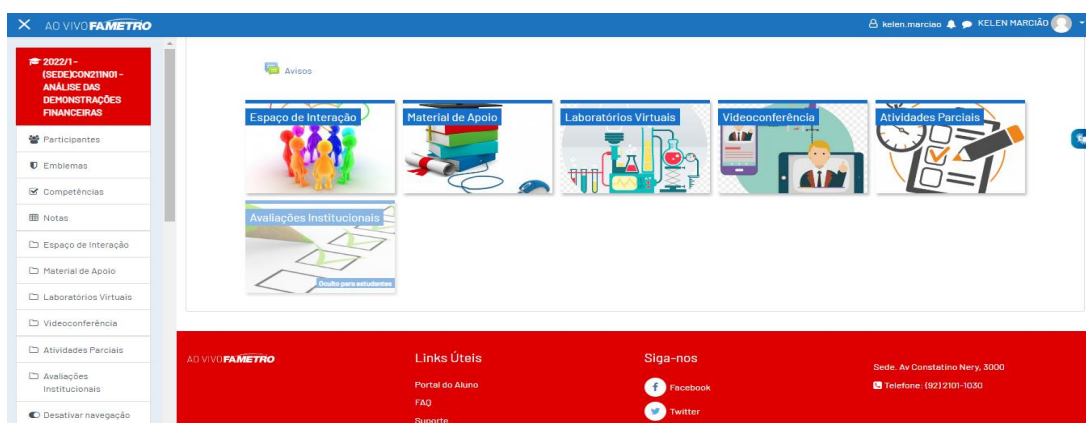 AO VIVO FAMETRO
kelen.marciao
KELEN MARCIÃO
2022/1 -
(SEDE)CON211N01 -
ANÁLISE DAS
DEMONSTRAÇÕES
FINANCEIRAS
Participantes
Emblemas
Competências
Notas
Espaço de Interação
Material de Apoio
Laboratórios Virtuais
Videoconferência
Atividades Parciais
Avaliações
Institucionais
Desativar navegação
Avisos
Espaço de Interação
Material de Apoio
Laboratórios Virtuais
Videoconferência
Atividades Parciais
Avaliações Institucionais
Oculto para estudantes
AO VIVO FAMETRO
Links Úteis
Portal do Aluno
FAQ
Suporte
Siga-nos
Facebook
Twitter
Sede. Av Constatino Nery, 3000
Telefone: (92) 2101-1030